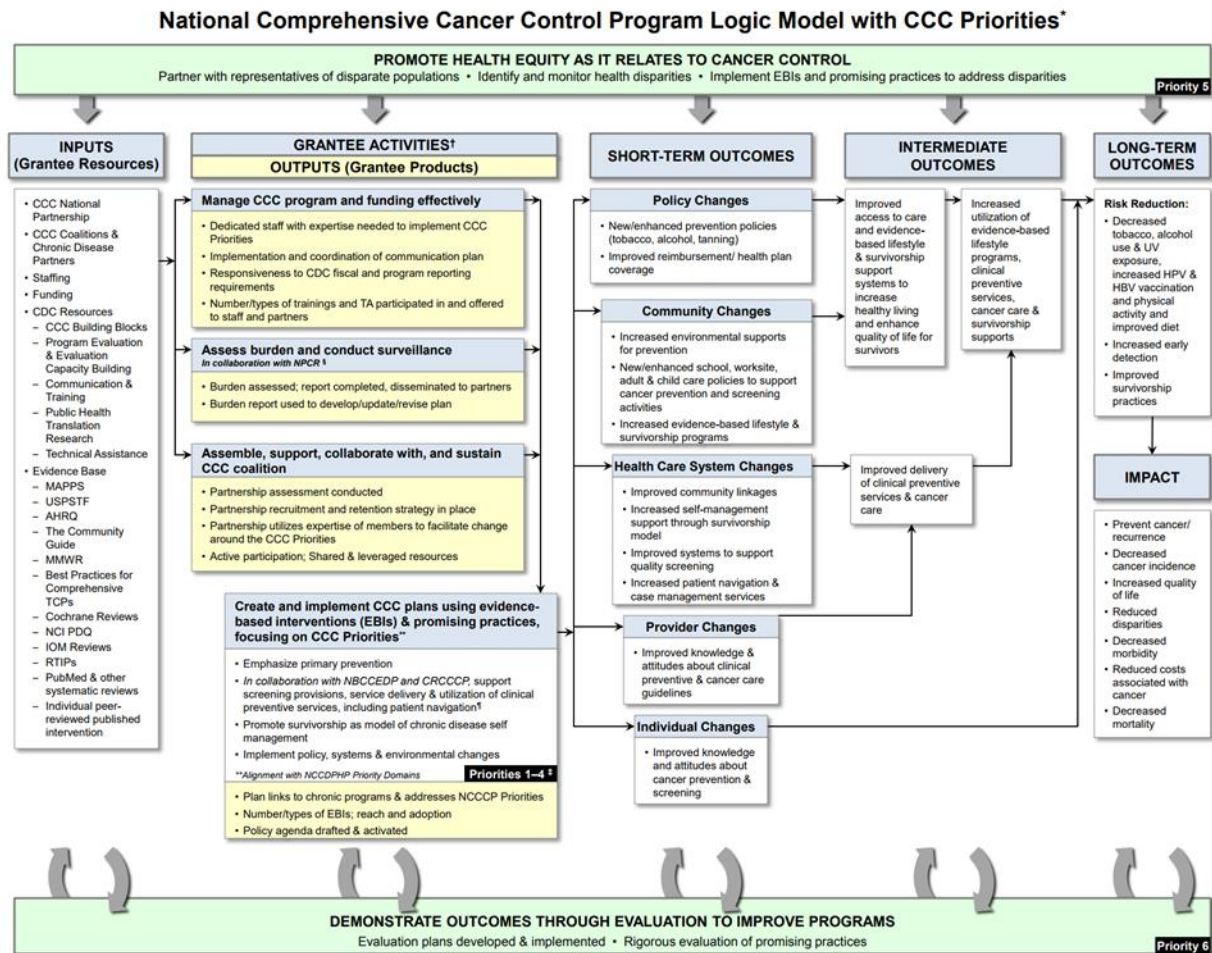 National Comprehensive Cancer Control Program Logic Model with CCC Priorities*
PROMOTE HEALTH EQUITY AS IT RELATES TO CANCER CONTROL
Partner with representatives of disparate populations • Identify and monitor health disparities • Implement EBIs and promising practices to address disparities
Priority 5
INPUTS
(Grantee Resources)
• CCC National
Partnership
• CCC Coalitions &
Chronic Disease
Partners
• Staffing
• Funding
• CDC Resources
– CCC Building Blocks
– Program Evaluation
& Evaluation
Capacity Building
– Communication &
Training
– Public Health
Translation
Research
– Technical Assistance
• Evidence Base
– MAPPS
– USPSTF
– AHRQ
– The Community
Guide
– MMWR
– Best Practices for
Comprehensive
TCPs
– Cochrane Reviews
– NCI PDQ
– IOM Reviews
– RTIPs
– PubMed & other
systematic reviews
– Individual peer-
reviewed published
intervention
GRANTEE ACTIVITIES†
OUTPUTS (Grantee Products)
Manage CCC program and funding effectively
• Dedicated staff with expertise needed to implement CCC
Priorities
• Implementation and coordination of communication plan
• Responsiveness to CDC fiscal and program reporting
requirements
• Number/types of trainings and TA participated in and offered
to staff and partners
Assess burden and conduct surveillance
In collaboration with NPCR §
• Burden assessed; report completed, disseminated to partners
• Burden report used to develop/update/revise plan
Assemble, support, collaborate with, and sustain
CCC coalition
• Partnership assessment conducted
• Partnership recruitment and retention strategy in place
• Partnership utilizes expertise of members to facilitate change
around the CCC Priorities
• Active participation; Shared & leveraged resources
Create and implement CCC plans using evidence-
based interventions (EBIs) & promising practices,
focusing on CCC Priorities**
• Emphasize primary prevention
• In collaboration with NBCCEDP and CRCCCP, support
screening provisions, service delivery & utilization of clinical
preventive services, including patient navigation¶
• Promote survivorship as model of chronic disease self
management
• Implement policy, systems & environmental changes
**Alignment with NCCDPHP Priority Domains
Priorities 1–4 ‡
• Plan links to chronic programs & addresses NCCCP Priorities
• Number/types of EBIs; reach and adoption
• Policy agenda drafted & activated
SHORT-TERM OUTCOMES
Policy Changes
• New/enhanced prevention policies
(tobacco, alcohol, tanning)
• Improved reimbursement/ health plan
coverage
Community Changes
• Increased environmental supports
for prevention
• New/enhanced school, worksite,
adult & child care policies to support
cancer prevention and screening
activities
• Increased evidence-based lifestyle &
survivorship programs
Health Care System Changes
• Improved community linkages
• Increased self-management
support through survivorship
model
• Improved systems to support
quality screening
• Increased patient navigation &
case management services
Provider Changes
• Improved knowledge &
attitudes about clinical
preventive & cancer care
guidelines
Individual Changes
• Improved knowledge
and attitudes about
cancer prevention &
screening
INTERMEDIATE
OUTCOMES
Improved
access to care
and evidence-
based lifestyle
& survivorship
support
systems to
increase
healthy living
and enhance
quality of life for
survivors
Increased
utilization of
evidence-based
lifestyle
programs,
clinical
preventive
services,
cancer care &
survivorship
supports
Improved delivery
of clinical preventive
services & cancer
care
LONG-TERM
OUTCOMES
Risk Reduction:
• Decreased
tobacco, alcohol
use & UV
exposure,
increased HPV &
HBV vaccination
and physical
activity and
improved diet
• Increased early
detection
• Improved
survivorship
practices
IMPACT
• Prevent cancer/
recurrence
• Decreased
cancer incidence
• Increased quality
of life
• Reduced
disparities
• Decreased
morbidity
• Reduced costs
associated with
cancer
• Decreased
mortality
DEMONSTRATE OUTCOMES THROUGH EVALUATION TO IMPROVE PROGRAMS
Evaluation plans developed & implemented • Rigorous evaluation of promising practices
Priority 6